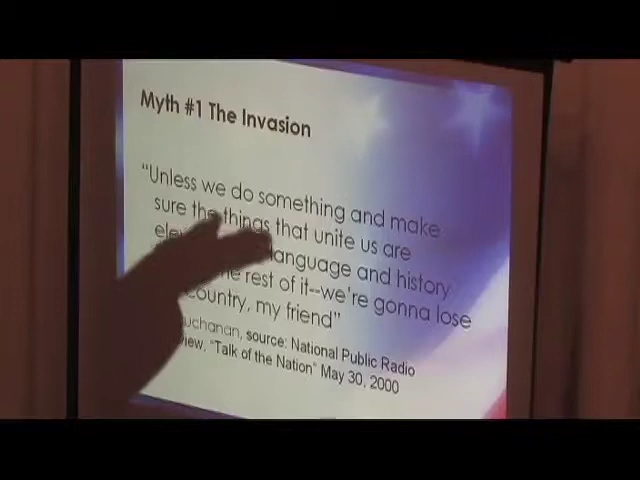 Myth #1 The Invasion
“Unless we do something and make
sure the things that unite us are
language and history
rest of it--we're gonna lose
country, my friend”
uchanan, source: National Public Radio
view, “Talk of the Nation” May 30, 2000